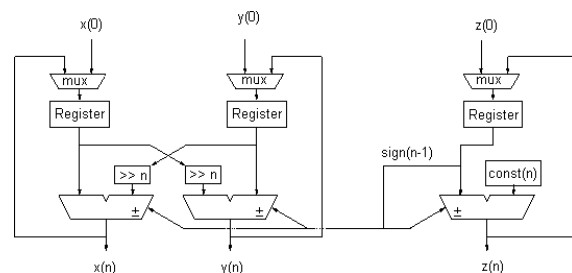 x(0)
y(0)
z(0)
mux
mux
mux
Register
Register
Register
sign(n-1)
>> n
>> n
const(n)
±
±
±
x(n)
y(n)
z(n)